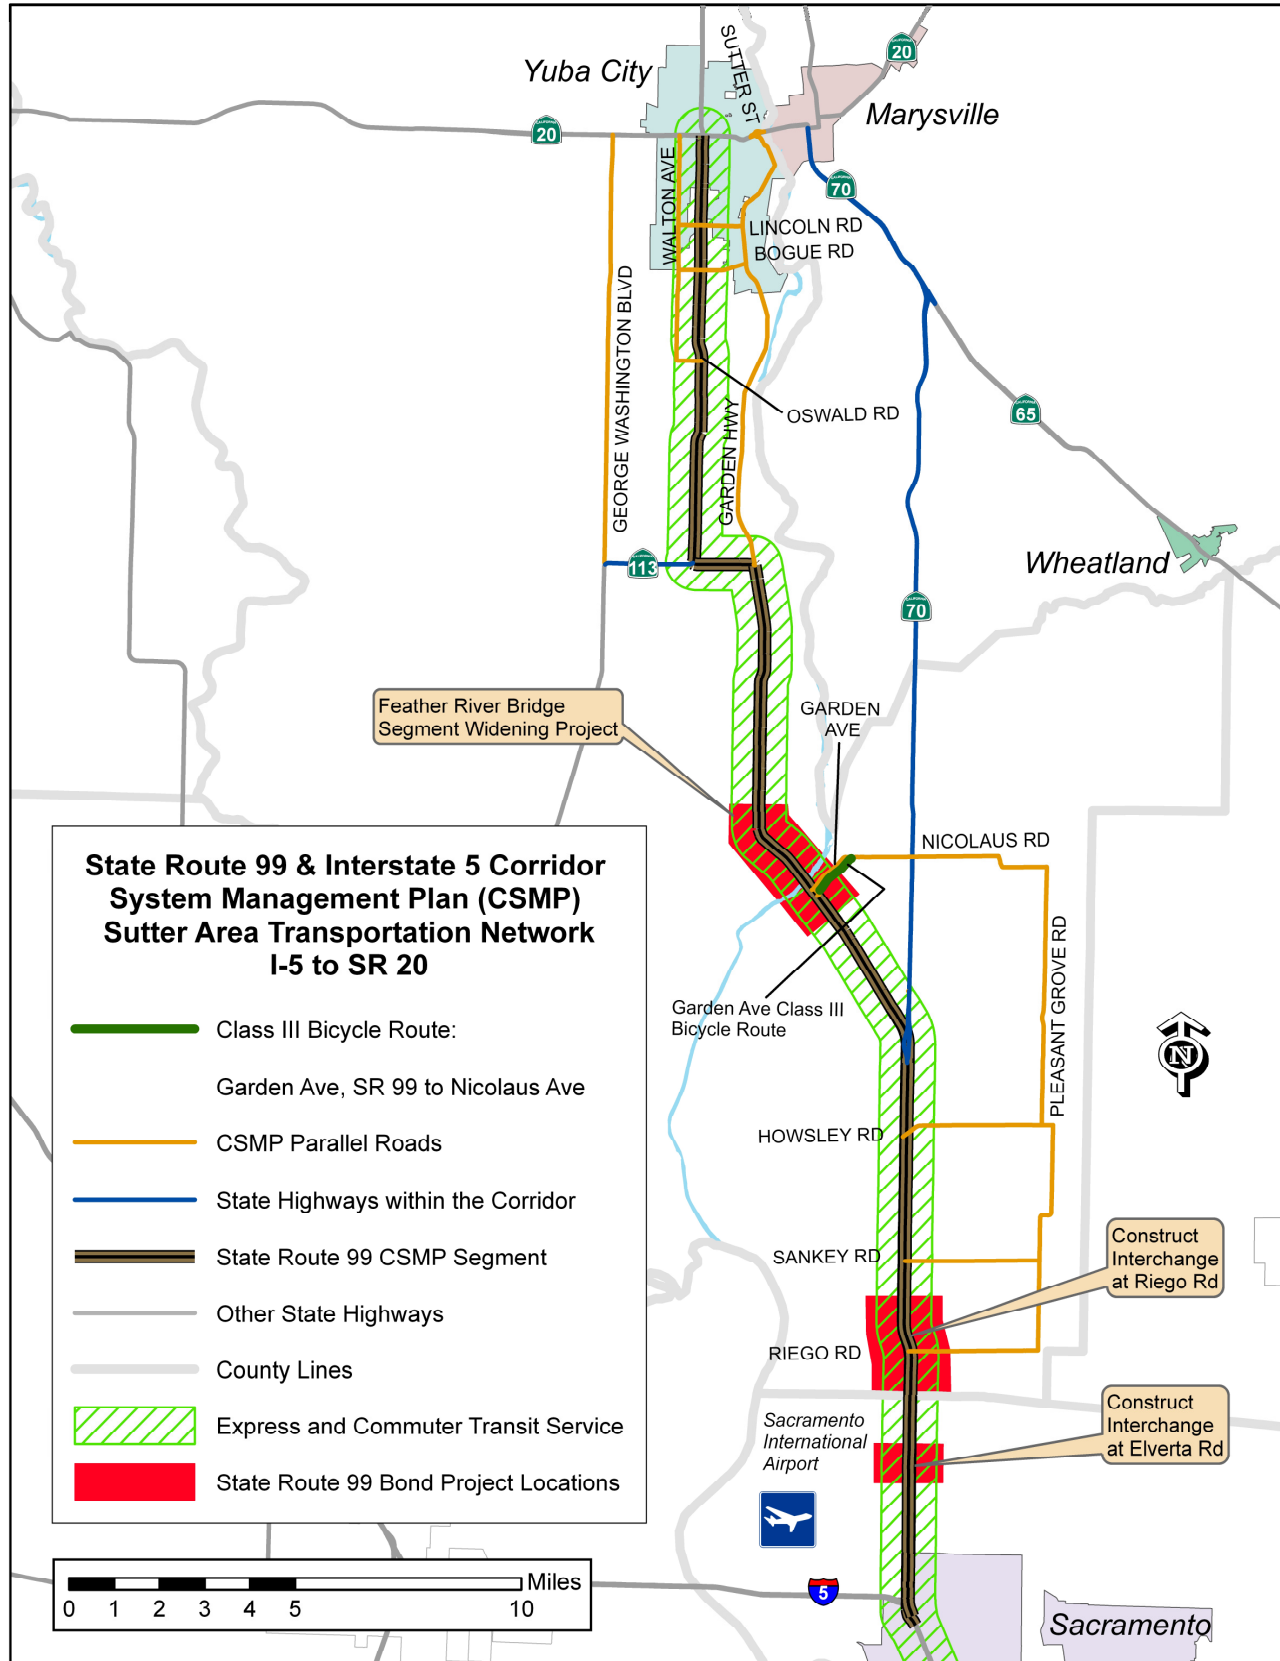 Yuba City
SUTTER ST
CALIFORNIA
20
Marysville
CALIFORNIA
20
WALTON AVE
CALIFORNIA
70
LINCOLN RD
BOGUE RD
GEORGE WASHINGTON BLVD
GARDEN HWY
OSWALD RD
CALIFORNIA
65
CALIFORNIA
113
Wheatland
CALIFORNIA
70
Feather River Bridge
Segment Widening Project
GARDEN
AVE
NICOLAUS RD
PLEASANT GROVE RD
Garden Ave Class III
Bicycle Route
N
HOWSLEY RD
SANKEY RD
Construct
Interchange
at Riego Rd
RIEGO RD
Construct
Interchange
at Elverta Rd
Sacramento
International
Airport
5
Sacramento
State Route 99 & Interstate 5 Corridor
System Management Plan (CSMP)
Sutter Area Transportation Network
I-5 to SR 20
Class III Bicycle Route:
Garden Ave, SR 99 to Nicolaus Ave
CSMP Parallel Roads
State Highways within the Corridor
State Route 99 CSMP Segment
Other State Highways
County Lines
Express and Commuter Transit Service
State Route 99 Bond Project Locations
Miles
0 1 2 3 4 5 10